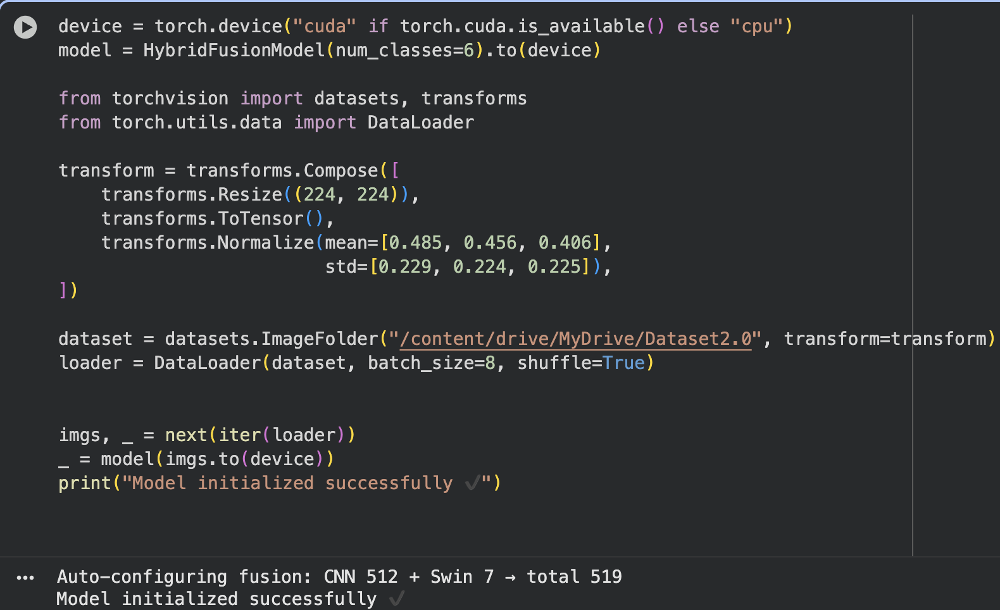 device = torch.device("cuda" if torch.cuda.is_available() else "cpu")
model = HybridFusionModel(num_classes=6).to(device)
from torchvision import datasets, transforms
from torch.utils.data import DataLoader
transform = transforms.Compose([
    transforms.Resize((224, 224)),
    transforms.ToTensor(),
    transforms.Normalize(mean=[0.485, 0.456, 0.406],
                         std=[0.229, 0.224, 0.225]),
])
dataset = datasets.ImageFolder("/content/drive/MyDrive/Dataset2.0", transform=transform)
loader = DataLoader(dataset, batch_size=8, shuffle=True)
imgs, _ = next(iter(loader))
_ = model(imgs.to(device))
print("Model initialized successfully ✔")
Auto-configuring fusion: CNN 512 + Swin 7 → total 519
Model initialized successfully ✔